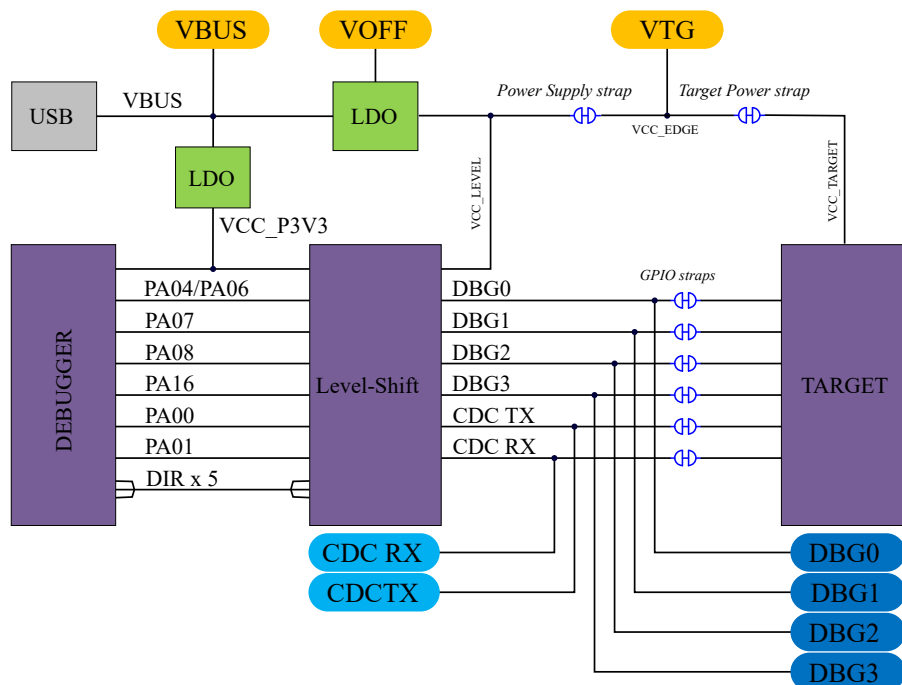 VBUS
VOFF
VTG
Power Supply strap
Target Power strap
USB
VBUS
LDO
VCC_EDGE
LDO
VCC_LEVEL
VCC_TARGET
VCC_P3V3
DEBUGGER
PA04/PA06
PA07
PA08
PA16
PA00
PA01
DIR x 5
Level-Shift
DBG0
DBG1
DBG2
DBG3
CDC TX
CDC RX
GPIO straps
TARGET
CDC RX
CDCTX
DBG0
DBG1
DBG2
DBG3